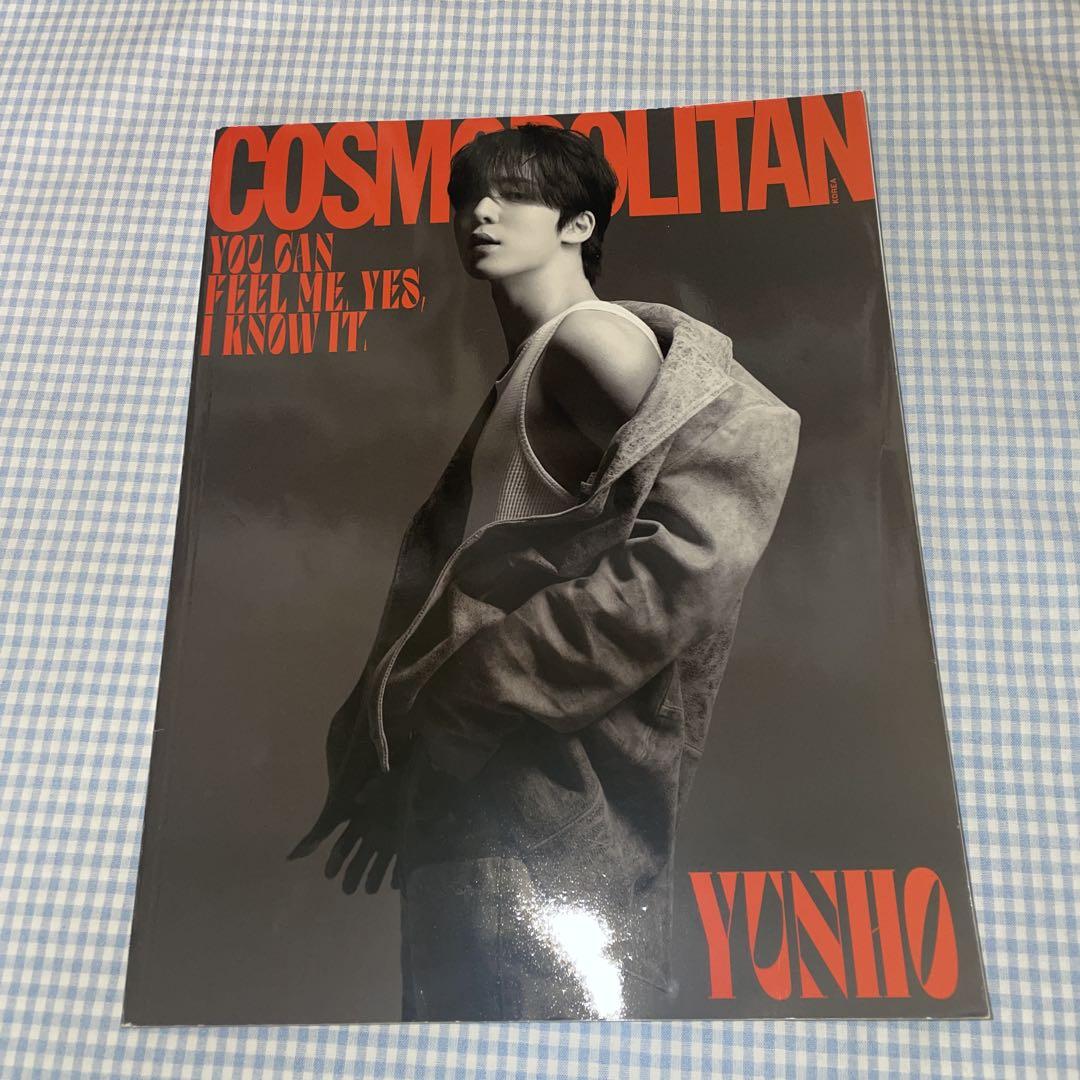 COSMOPOLITAN
KOREA
YOU CAN
FEEL ME, YES,
I KNOW IT.
YUNHO